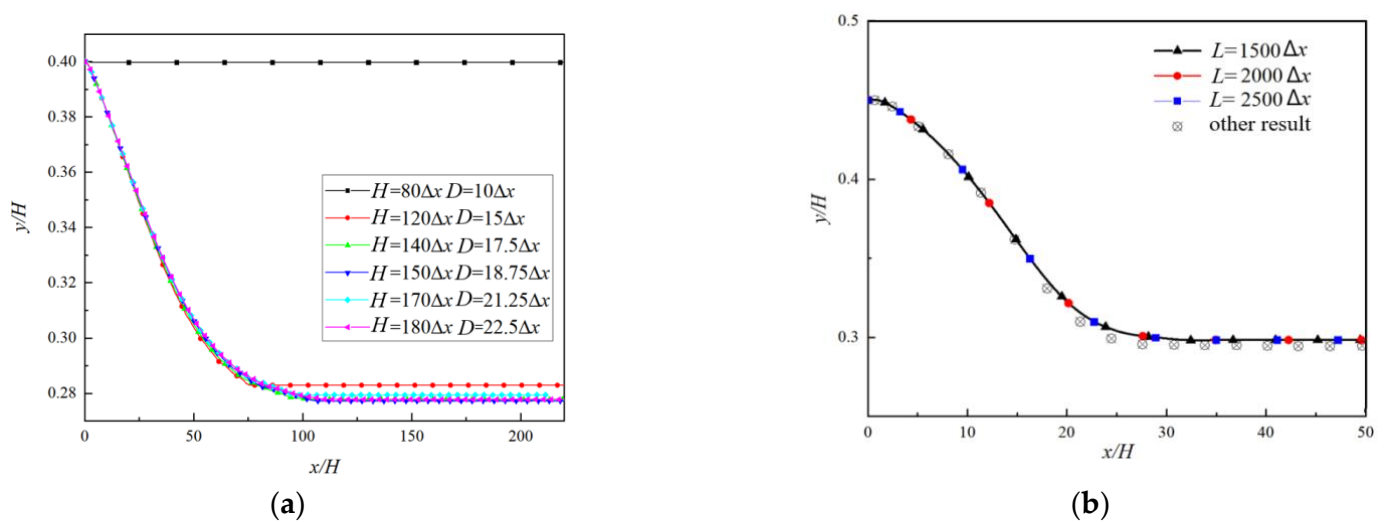 0.40
0.38
0.36
0.34
0.32
0.30
0.28
y/H
0
50
100
150
200
x/H
H=80Δx D=10Δx
H=120Δx D=15Δx
H=140Δx D=17.5Δx
H=150Δx D=18.75Δx
H=170Δx D=21.25Δx
H=180Δx D=22.5Δx
(a)
0.5
0.4
0.3
y/H
0
10
20
30
40
50
x/H
L=1500Δx
L=2000Δx
L=2500Δx
other result
(b)